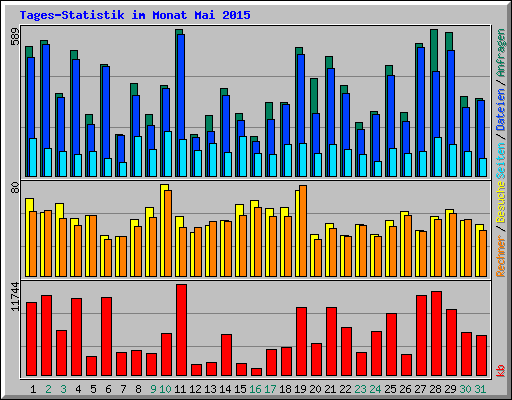 Tages-Statistik im Monat Mai 2015
589
Seiten / Dateien / Anfragen
80
Rechner / Besuche
11744
kb
1 2 3 4 5 6 7 8 9 10 11 12 13 14 15 16 17 18 19 20 21 22 23 24 25 26 27 28 29 30 31